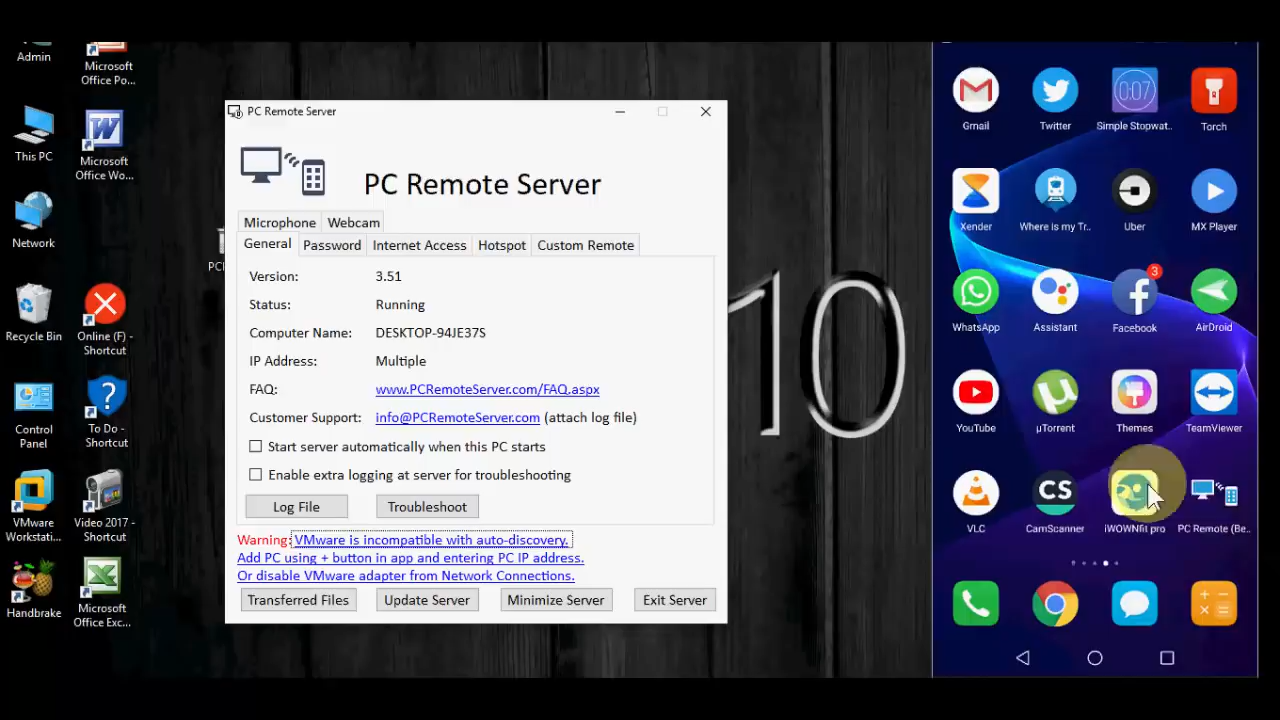 Admin
Microsoft
Office Po...
This PC
Microsoft
Office Wo...
Network
Recycle Bin
Online (F) -
Shortcut
Control
Panel
To Do -
Shortcut
VMware
Workstati...
Video 2017 -
Shortcut
Handbrake
Microsoft
Office Exc...
PC Remote Server
PC Remote Server
Microphone Webcam
General Password Internet Access Hotspot Custom Remote
Version: 3.51
Status: Running
Computer Name: DESKTOP-94JE37S
IP Address: Multiple
FAQ: www.PCRemoteServer.com/FAQ.aspx
Customer Support: info@PCRemoteServer.com (attach log file)
Start server automatically when this PC starts
Enable extra logging at server for troubleshooting
Log File Troubleshoot
Warning: VMware is incompatible with auto-discovery.
Add PC using + button in app and entering PC IP address.
Or disable VMware adapter from Network Connections.
Transferred Files Update Server Minimize Server Exit Server
10
0:07
Gmail Twitter Simple Stopwat.. Torch
Xender Where is my Tr.. Uber MX Player
3
WhatsApp Assistant Facebook AirDroid
YouTube µTorrent Themes TeamViewer
CS
VLC CamScanner iWOWNfit pro PC Remote (Be..